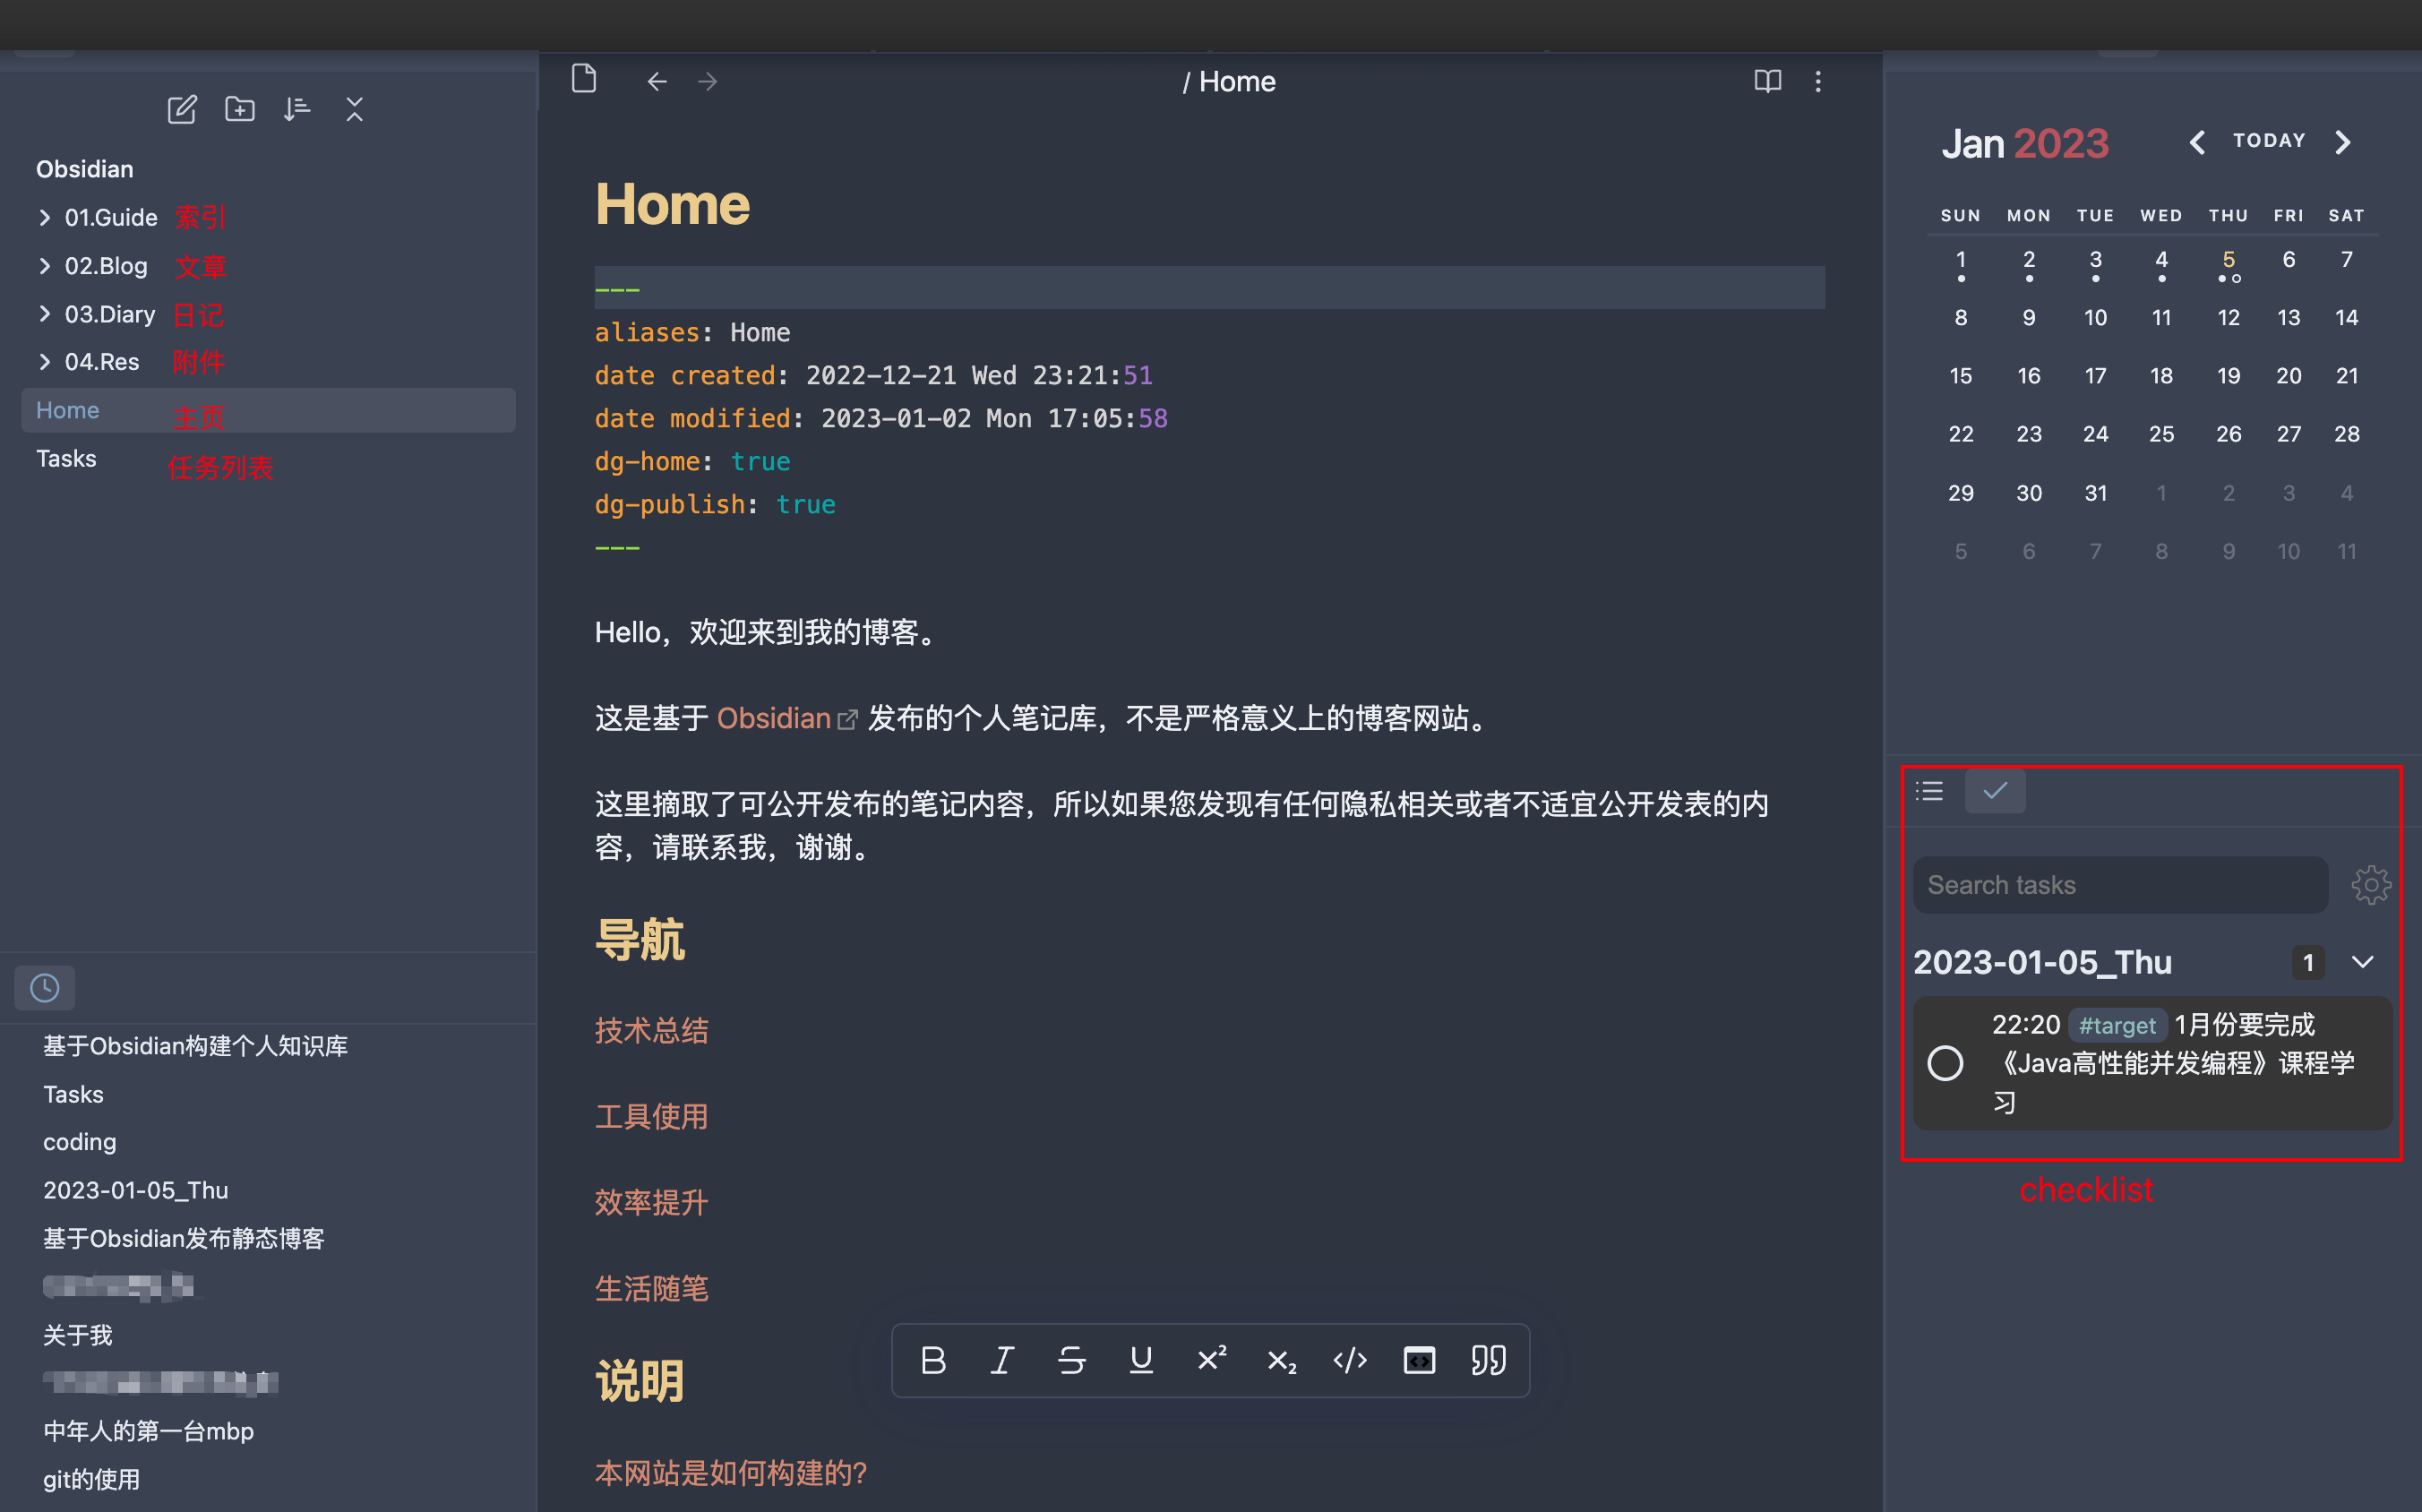 Obsidian
01.Guide 索引
02.Blog 文章
03.Diary 日记
04.Res 附件
Home 主页
Tasks 任务列表
基于Obsidian构建个人知识库
Tasks
coding
2023-01-05_Thu
基于Obsidian发布静态博客
关于我
中年人的第一台mbp
git的使用
/ Home
Home
---
aliases: Home
date created: 2022-12-21 Wed 23:21:51
date modified: 2023-01-02 Mon 17:05:58
dg-home: true
dg-publish: true
---
Hello，欢迎来到我的博客。
这是基于 Obsidian 发布的个人笔记库，不是严格意义上的博客网站。
这里摘取了可公开发布的笔记内容，所以如果您发现有任何隐私相关或者不适宜公开发表的内
容，请联系我，谢谢。
导航
技术总结
工具使用
效率提升
生活随笔
说明
本网站是如何构建的?
Jan 2023 TODAY
SUN MON TUE WED THU FRI SAT
1 2 3 4 5 6 7
8 9 10 11 12 13 14
15 16 17 18 19 20 21
22 23 24 25 26 27 28
29 30 31 1 2 3 4
5 6 7 8 9 10 11
Search tasks
2023-01-05_Thu 1
22:20 #target 1月份要完成
《Java高性能并发编程》课程学
习
checklist